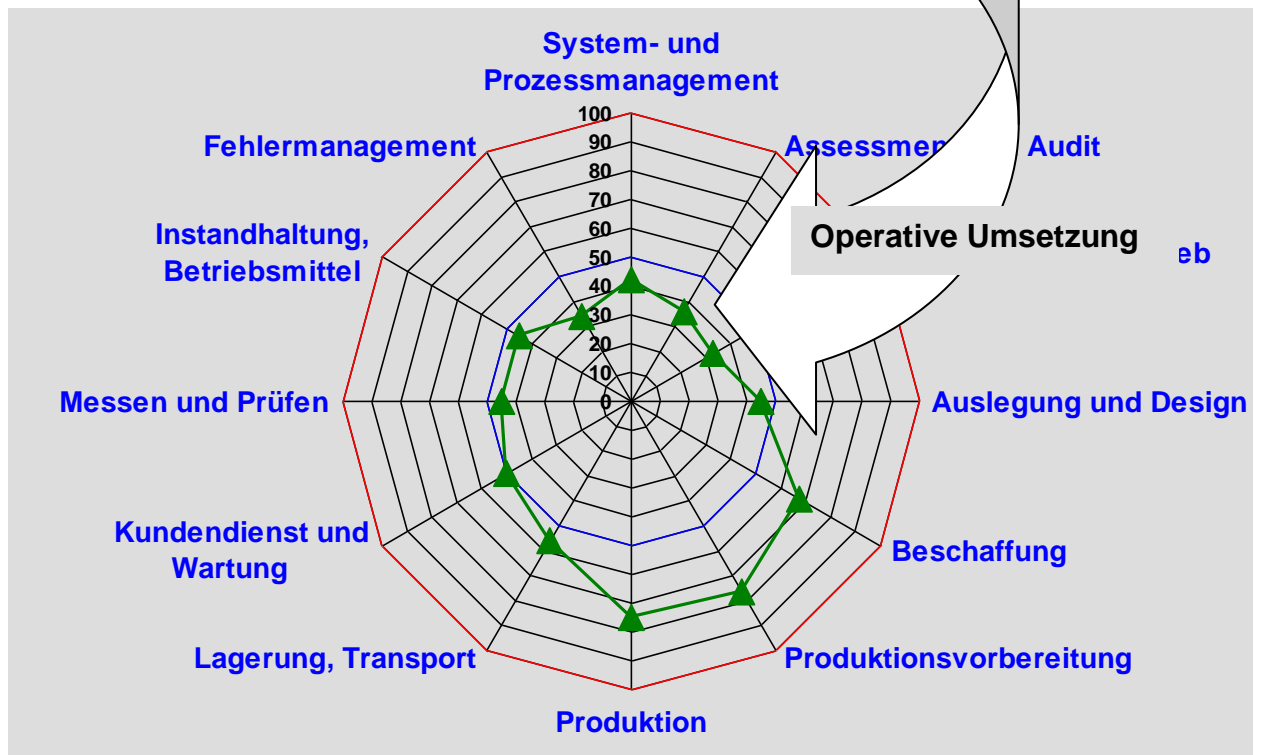 System- und
Prozessmanagement
100
90
80
70
60
50
40
30
20
10
0
Fehlermanagement
Audit
Instandhaltung,
Betriebsmittel
Operative Umsetzung
Messen und Prüfen
Auslegung und Design
Kundendienst und
Wartung
Beschaffung
Lagerung, Transport
Produktionsvorbereitung
Produktion